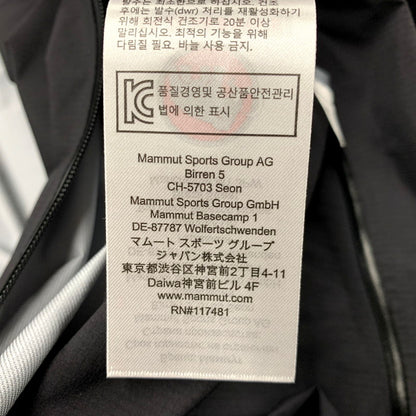 이후에는 발수(dwr) 처리를 재활성화하기
위해 회전식 건조기로 20분 이상
말리십시오. 최적의 기능을 위해
다림질 필요. 바늘 사용 금지.
품질경영및 공산품안전관리
법에 의한 표시
Mammut Sports Group AG
Birren 5
CH-5703 Seon
Mammut Sports Group GmbH
Mammut Basecamp 1
DE-87787 Wolfertschwenden
マムート スポーツ グループ
ジャパン株式会社
東京都渋谷区神宮前2丁目4-11
Daiwa神宮前ビル 4F
www.mammut.com
RN#117481